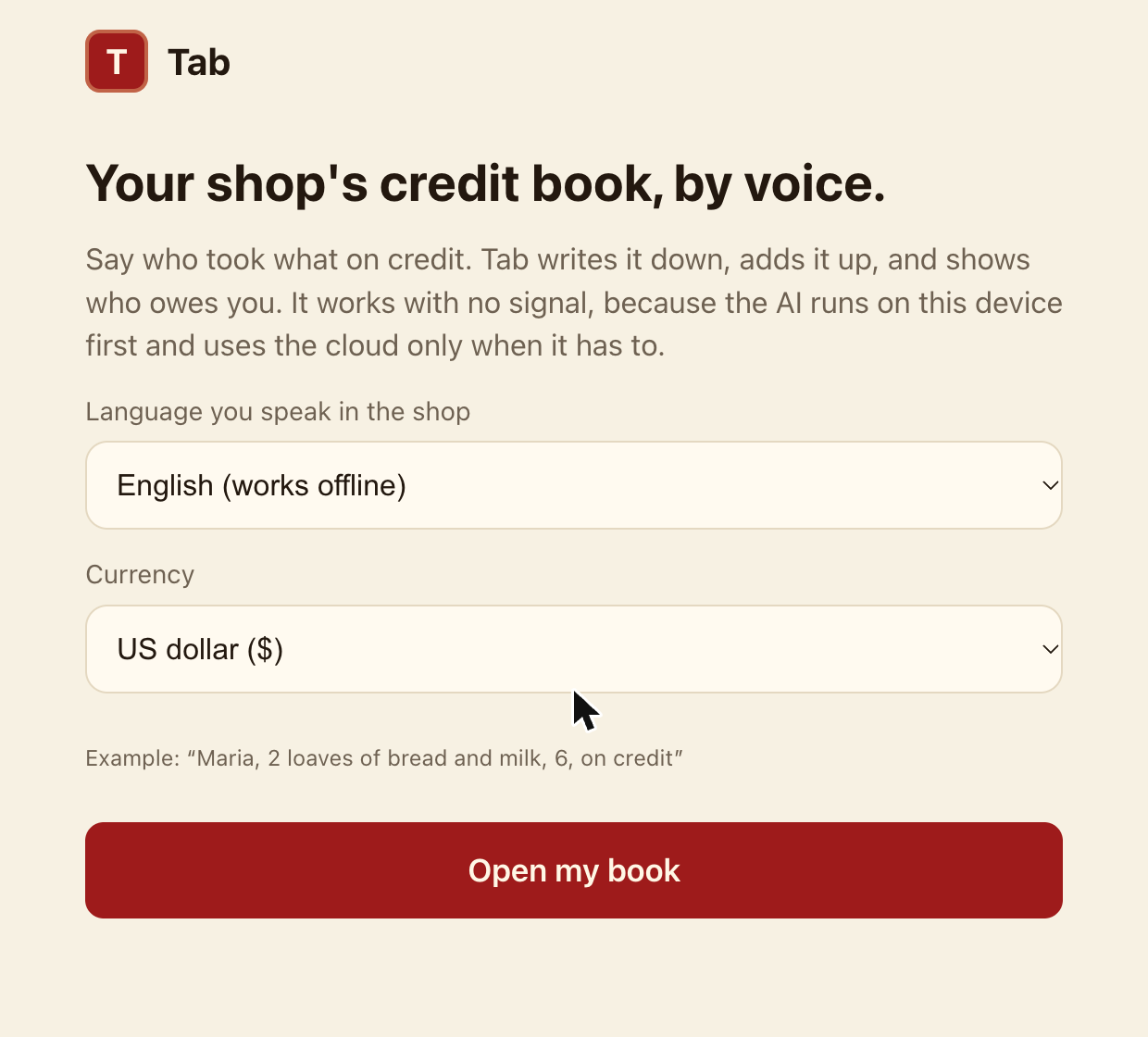 T
Tab
Your shop's credit book, by voice.
Say who took what on credit. Tab writes it down, adds it up, and shows
who owes you. It works with no signal, because the AI runs on this device
first and uses the cloud only when it has to.
Language you speak in the shop
English (works offline)
Currency
US dollar ($)
Example: “Maria, 2 loaves of bread and milk, 6, on credit”
Open my book